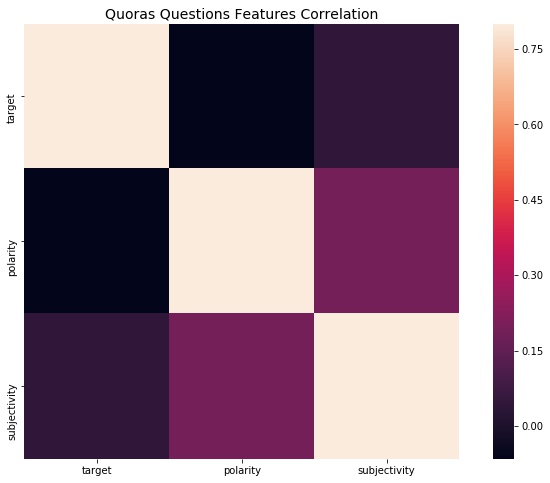 Quoras Questions Features Correlation
target
polarity
subjectivity
target
polarity
subjectivity
0.75
0.60
0.45
0.30
0.15
0.00